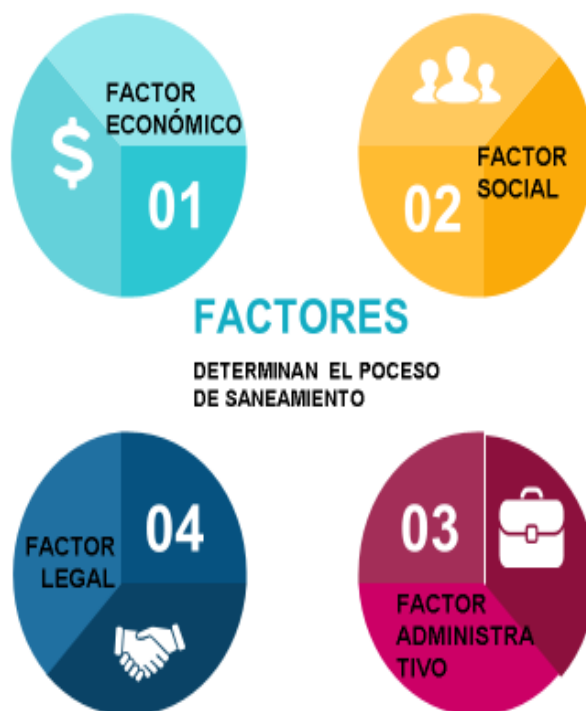 FACTOR
ECONÓMICO
$
01
FACTOR
SOCIAL
02
FACTORES
DETERMINAN EL POCESO
DE SANEAMIENTO
04
FACTOR
LEGAL
03
FACTOR
ADMINISTRA
TIVO